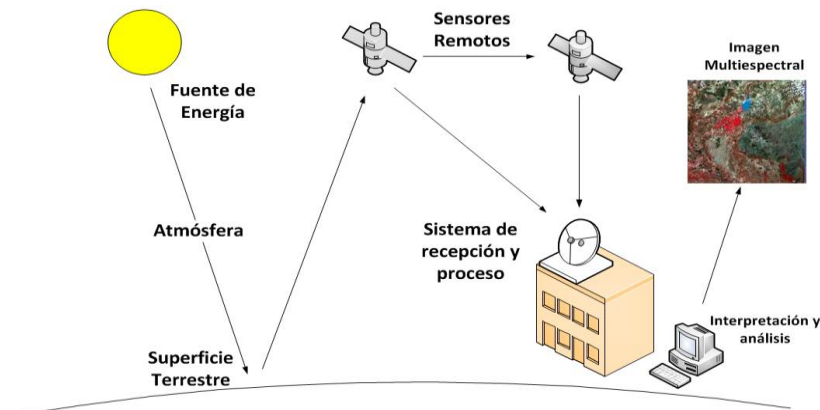 Fuente de
Energía
Atmósfera
Superficie
Terrestre
Sensores
Remotos
Sistema de
recepción y
proceso
Imagen
Multiespectral
Interpretación y
análisis